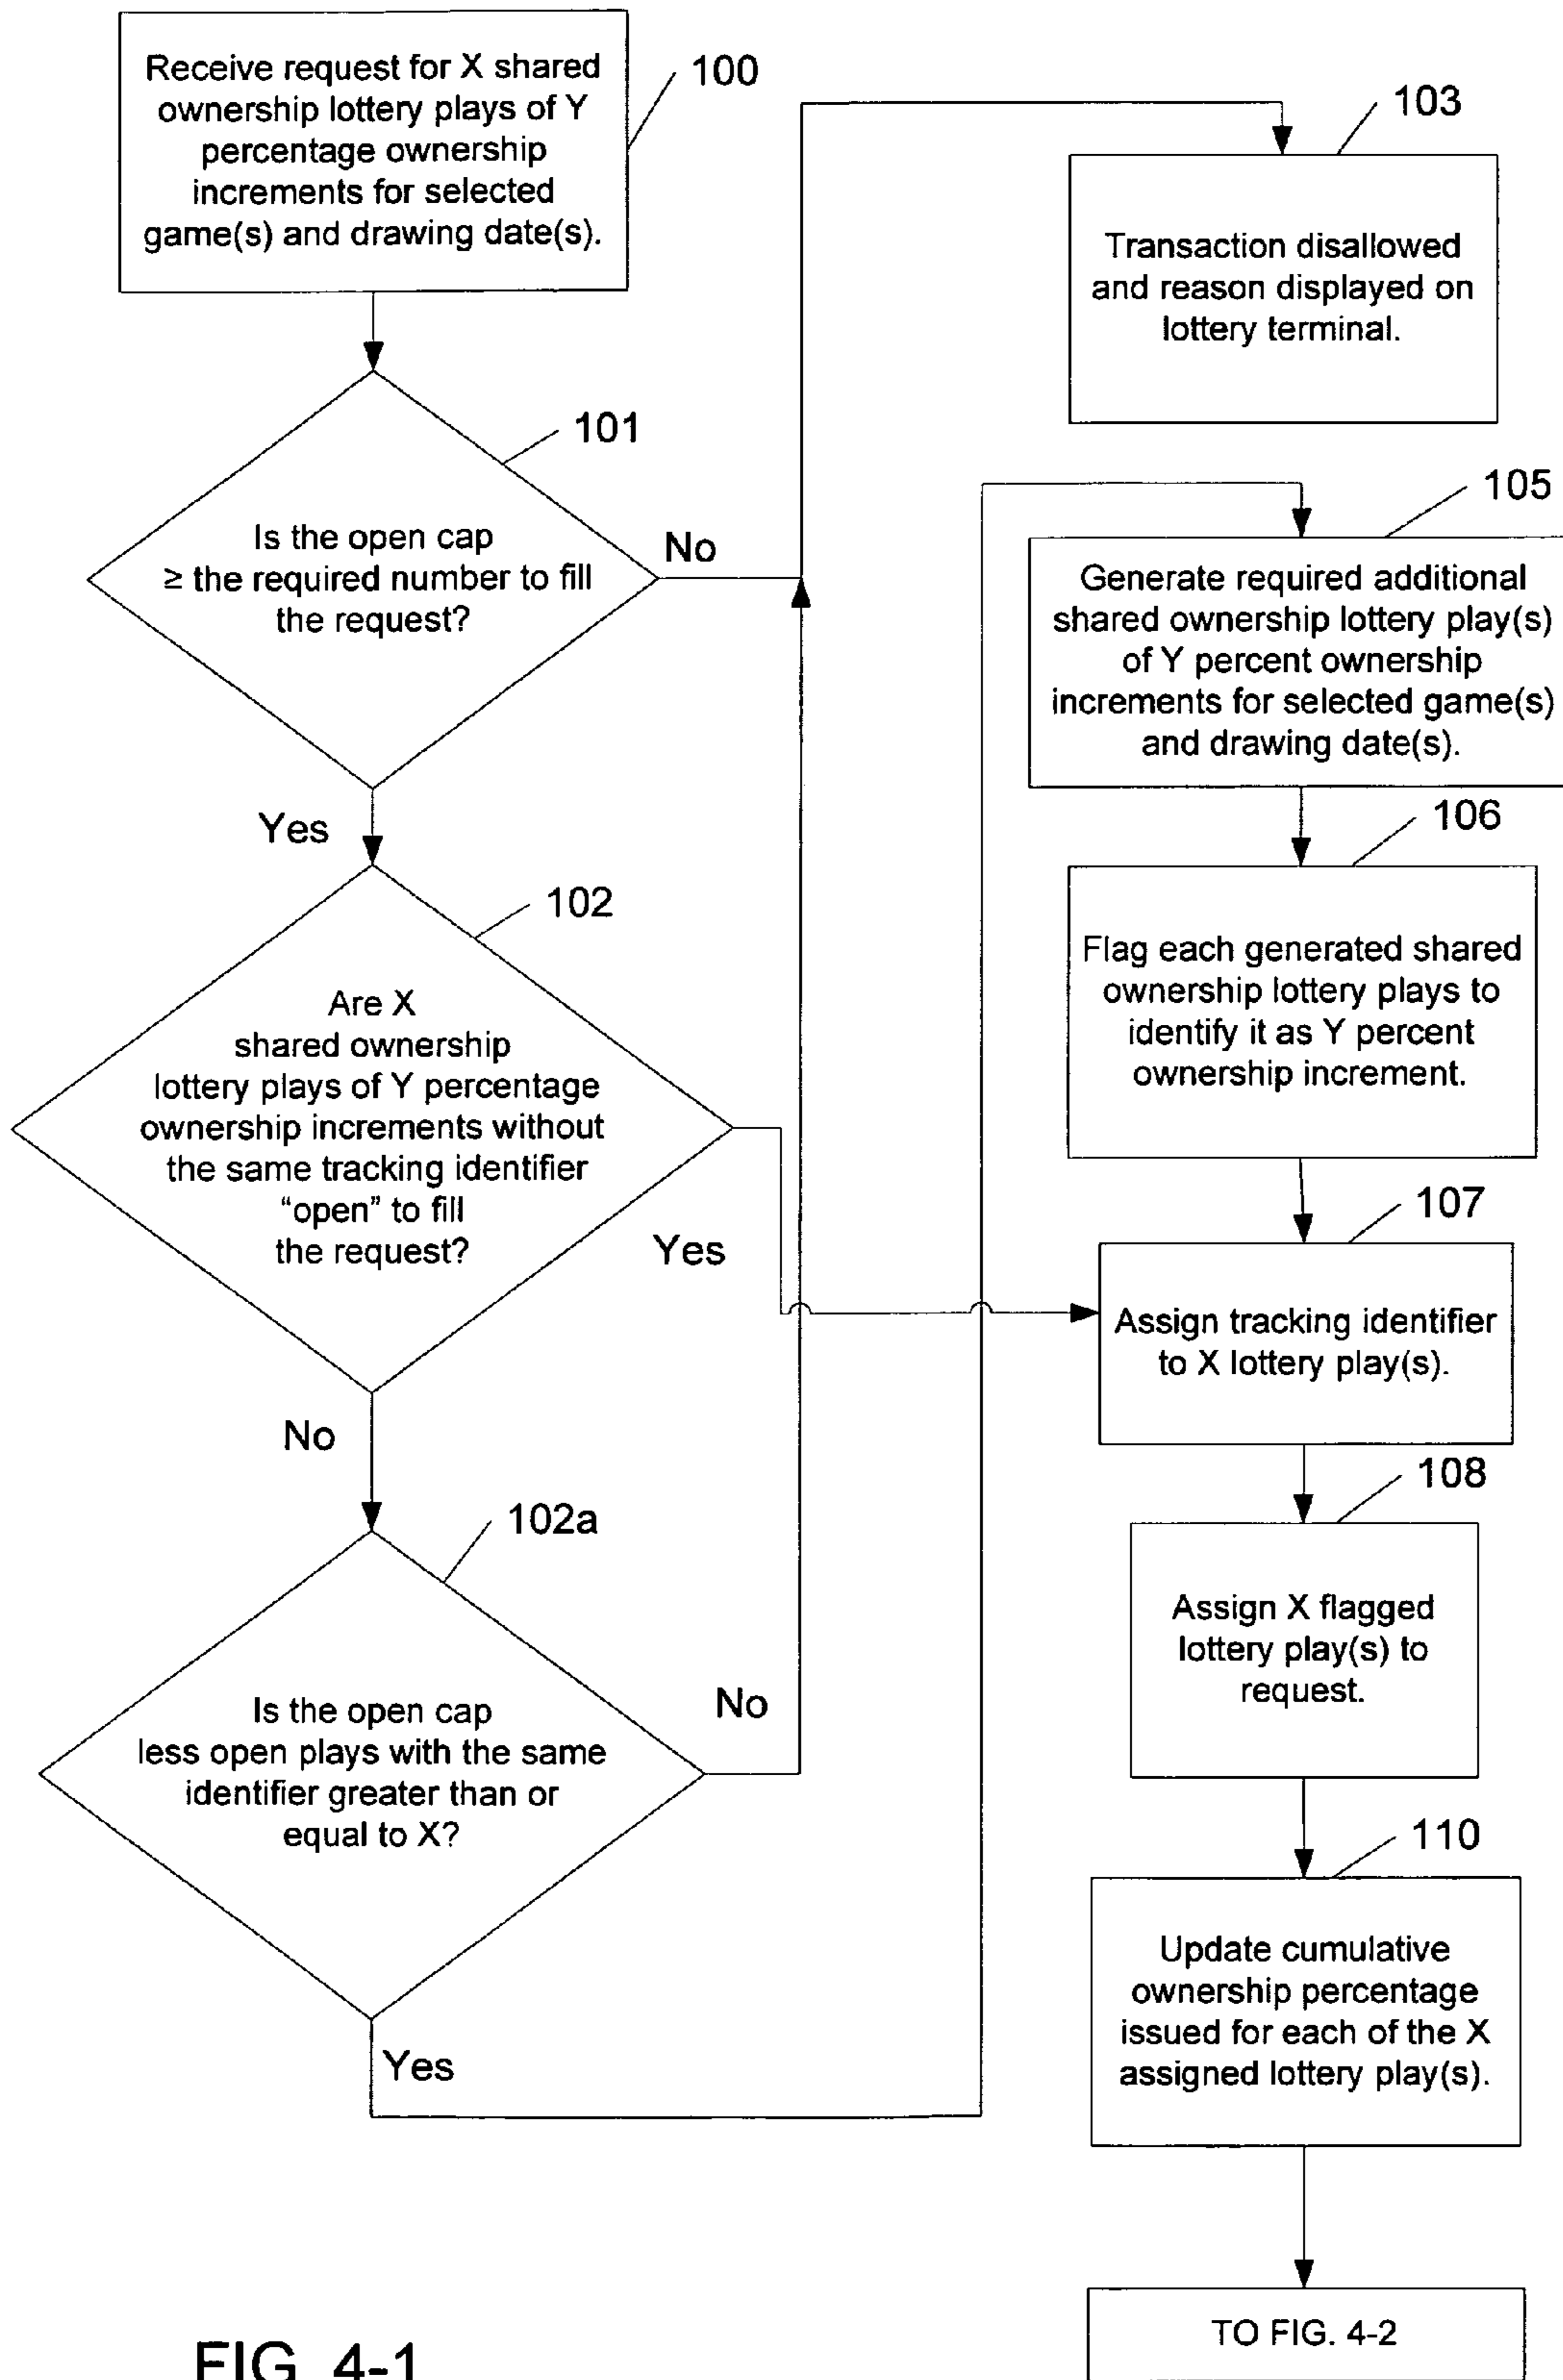 Receive request for X shared
ownership lottery plays of Y
percentage ownership
increments for selected
game(s) and drawing date(s).
100
101
Is the open cap
≥ the required number to fill
the request?
No
Yes
102
Are X
shared ownership
lottery plays of Y percentage
ownership increments without
the same tracking identifier
“open” to fill
the request?
Yes
No
102a
Is the open cap
less open plays with the same
identifier greater than or
equal to X?
No
Yes
103
Transaction disallowed
and reason displayed on
lottery terminal.
105
Generate required additional
shared ownership lottery play(s)
of Y percent ownership
increments for selected game(s)
and drawing date(s).
106
Flag each generated shared
ownership lottery plays to
identify it as Y percent
ownership increment.
107
Assign tracking identifier
to X lottery play(s).
108
Assign X flagged
lottery play(s) to
request.
110
Update cumulative
ownership percentage
issued for each of the X
assigned lottery play(s).
TO FIG. 4-2
FIG. 4-1